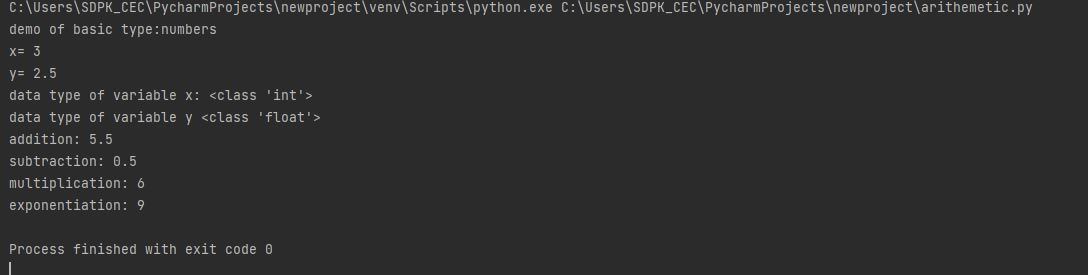 C:\Users\SDPK_CEC\PycharmProjects\newproject\venv\Scripts\python.exe C:\Users\SDPK_CEC\PycharmProjects\newproject\arithemetic.py
demo of basic type:numbers
x= 3
y= 2.5
data type of variable x: <class 'int'>
data type of variable y <class 'float'>
addition: 5.5
subtraction: 0.5
multiplication: 6
exponentiation: 9
Process finished with exit code 0